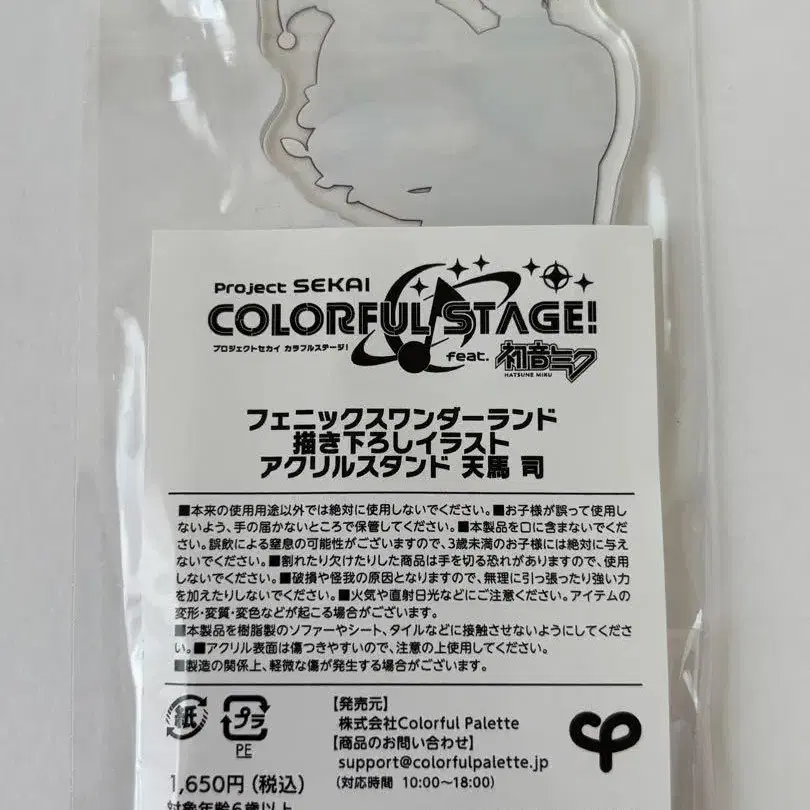 Project SEKAI
COLORFUL STAGE!
プロジェクトセカイ カラフルステージ!
feat. 初音ミク
HATSUNE MIKU
フェニックスワンダーランド
描き下ろしイラスト
アクリルスタンド 天馬 司
■本来の使用用途以外では絶対に使用しないでください。■お子様が誤って使用し
ないよう、手の届かないところで保管してください。■本製品を口に含まないでくだ
さい。誤飲による窒息の可能性がございますので、3歳未満のお子様には絶対に与え
ないでください。■割れたり欠けたりした商品は手を切る恐れがありますので、使用
しないでください。■破損や怪我の原因となりますので、無理に引っ張ったり強い力
を加えたりしないでください。■火気や直射日光などにご注意ください。アイテムの
変形・変質・変色などが起こる場合がございます。
■本製品を樹脂製のソファーやシート、タイルなどに接触させないようにしてくださ
い。■アクリル表面は傷つきやすいので、注意の上使用してください。
■製造の関係上、軽微な傷が発生する場合がございます。
紙
プラ
PE
【発売元】
株式会社Colorful Palette
【商品のお問い合わせ】
support@colorfulpalette.jp
(対応時間 10:00～18:00)
1,650円(税込)
対象年齢6歳以上